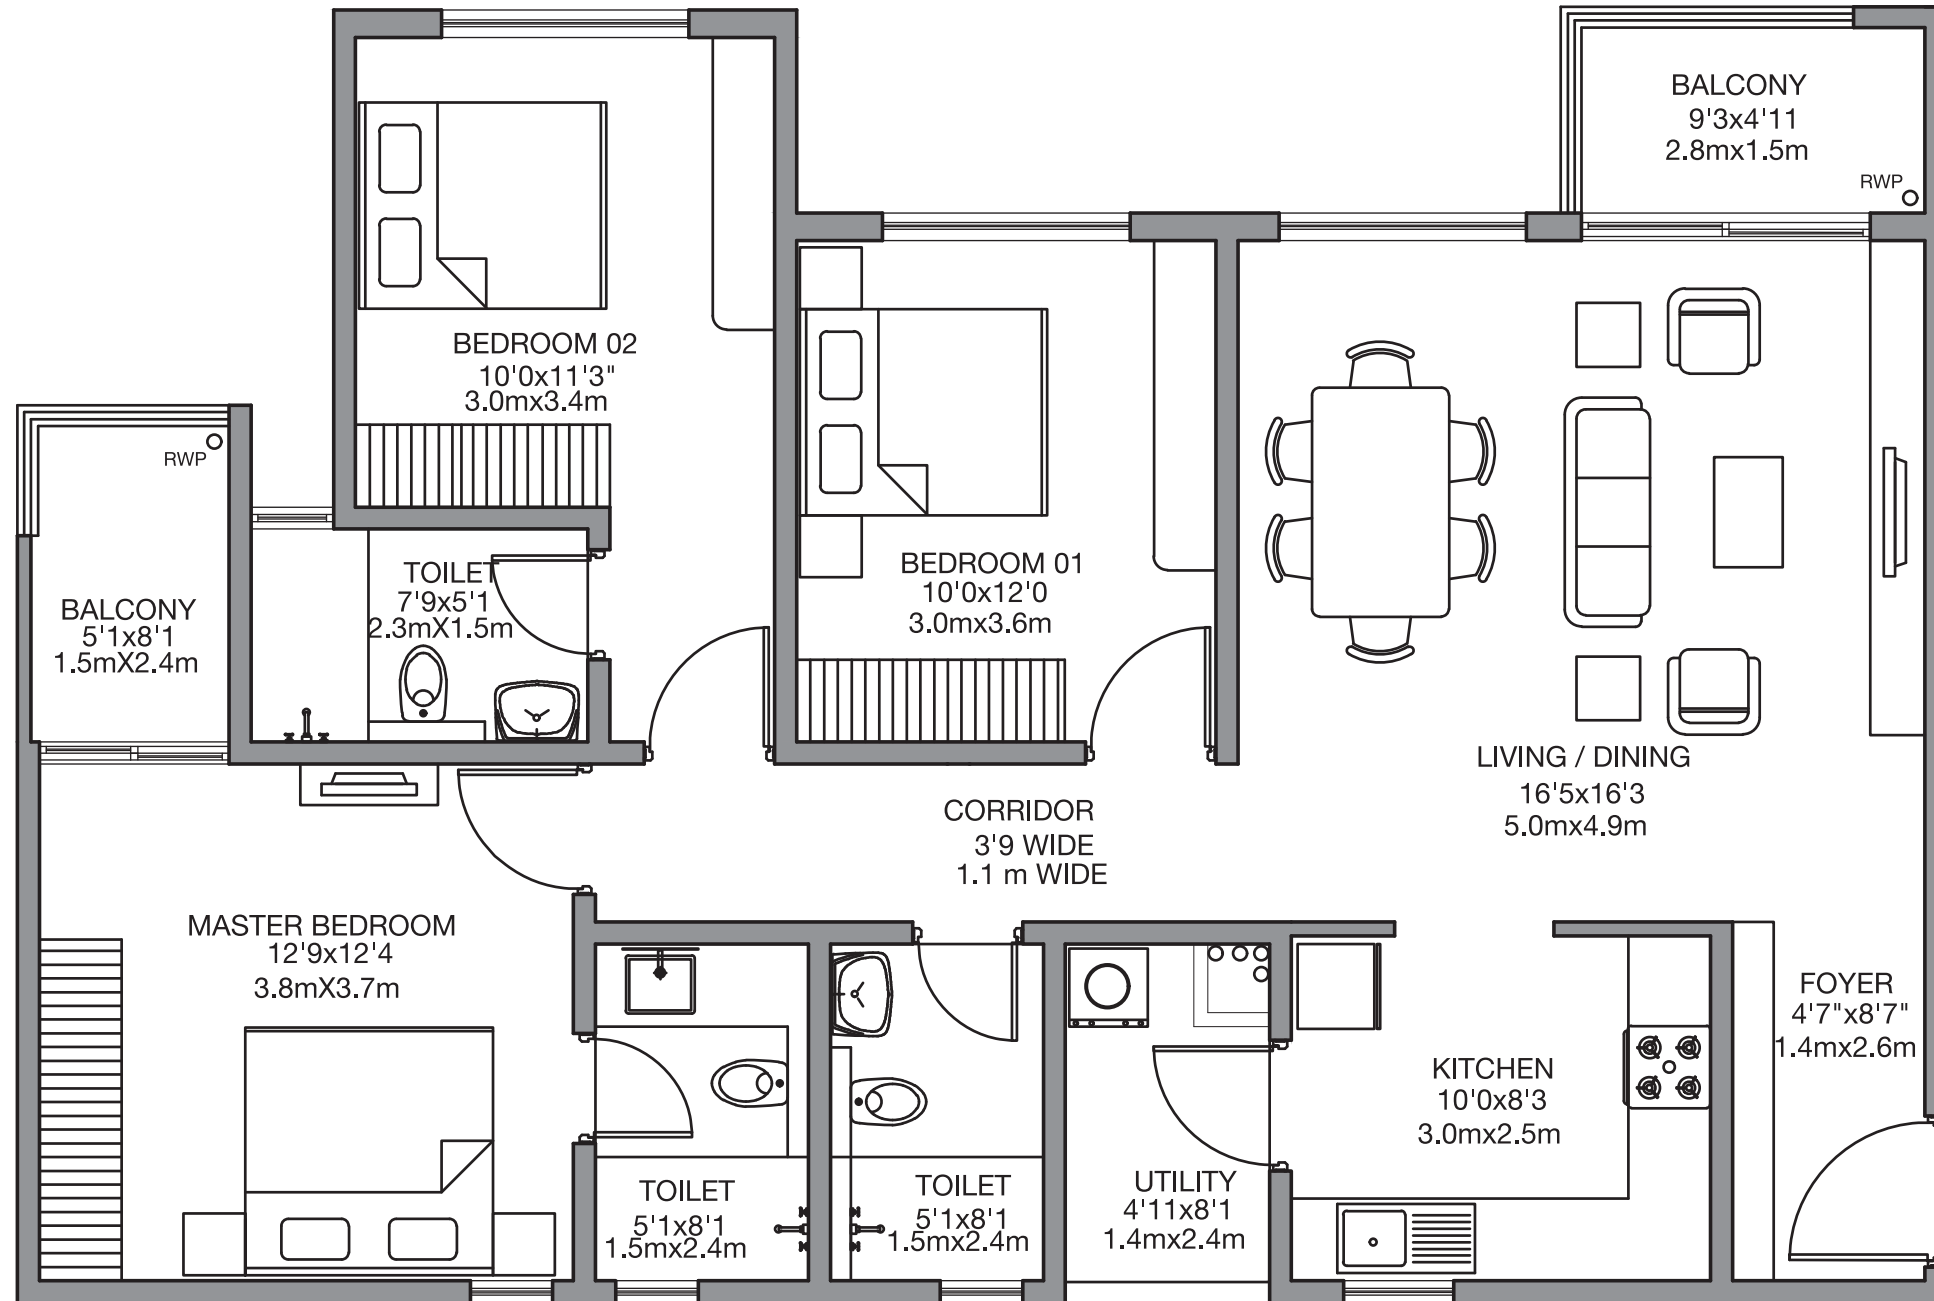 BALCONY
9'3x4'11
2.8mx1.5m
RWP
BEDROOM 02
10'0x11'3"
3.0mx3.4m
RWP
BALCONY
5'1x8'1
1.5mX2.4m
TOILET
7'9x5'1
2.3mX1.5m
BEDROOM 01
10'0x12'0
3.0mx3.6m
LIVING / DINING
16'5x16'3
5.0mx4.9m
CORRIDOR
3'9 WIDE
1.1 m WIDE
MASTER BEDROOM
12'9x12'4
3.8mX3.7m
FOYER
4'7"x8'7"
1.4mx2.6m
KITCHEN
10'0x8'3
3.0mx2.5m
TOILET
5'1x8'1
1.5mx2.4m
TOILET
5'1x8'1
1.5mx2.4m
UTILITY
4'11x8'1
1.4mx2.4m